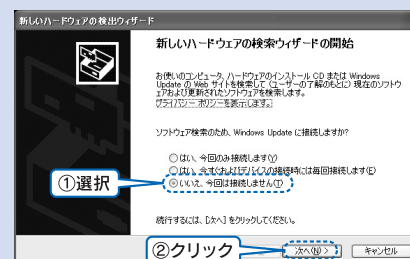 新しいハードウェアの検出ウィザード
新しいハードウェアの検索ウィザードの開始
お使いのコンピュータ、ハードウェアのインストール CD または Windows
Update の Web サイトを検索して（ユーザーの了解のもとに）現在のソフトウ
ェアおよび更新されたソフトウェアを検索します。
プライバシー ポリシーを表示します。
ソフトウェア検索のため、Windows Update に接続しますか?
はい、今回のみ接続します(Y)
はい、今すぐおよびデバイスの接続時には毎回接続します(E)
①選択
いいえ、今回は接続しません(T)
続行するには、[次へ] をクリックしてください。
②クリック
次へ(N) >
キャンセル